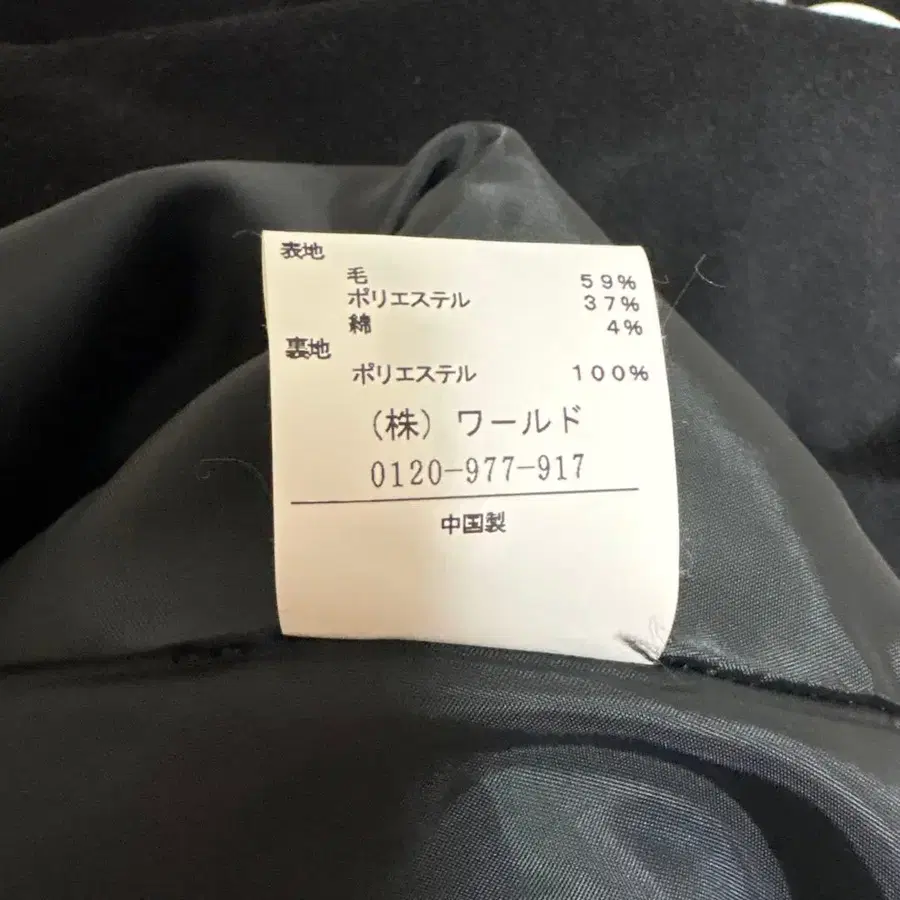 表地
毛 59%
ポリエステル 37%
綿 4%
裏地
ポリエステル 100%
(株) ワールド
0120-977-917
中国製